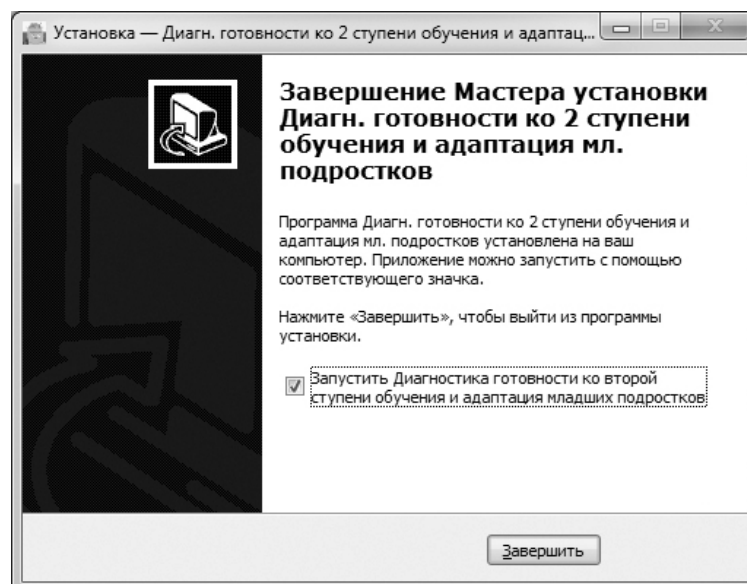 Установка — Диагн. готовности ко 2 ступени обучения и адаптац...
Завершение Мастера установки
Диагн. готовности ко 2 ступени
обучения и адаптация мл.
подростков
Программа Диагн. готовности ко 2 ступени обучения и
адаптация мл. подростков установлена на ваш
компьютер. Приложение можно запустить с помощью
соответствующего значка.
Нажмите «Завершить», чтобы выйти из программы
установки.
Запустить Диагностика готовности ко второй
ступени обучения и адаптация младших подростков
Завершить